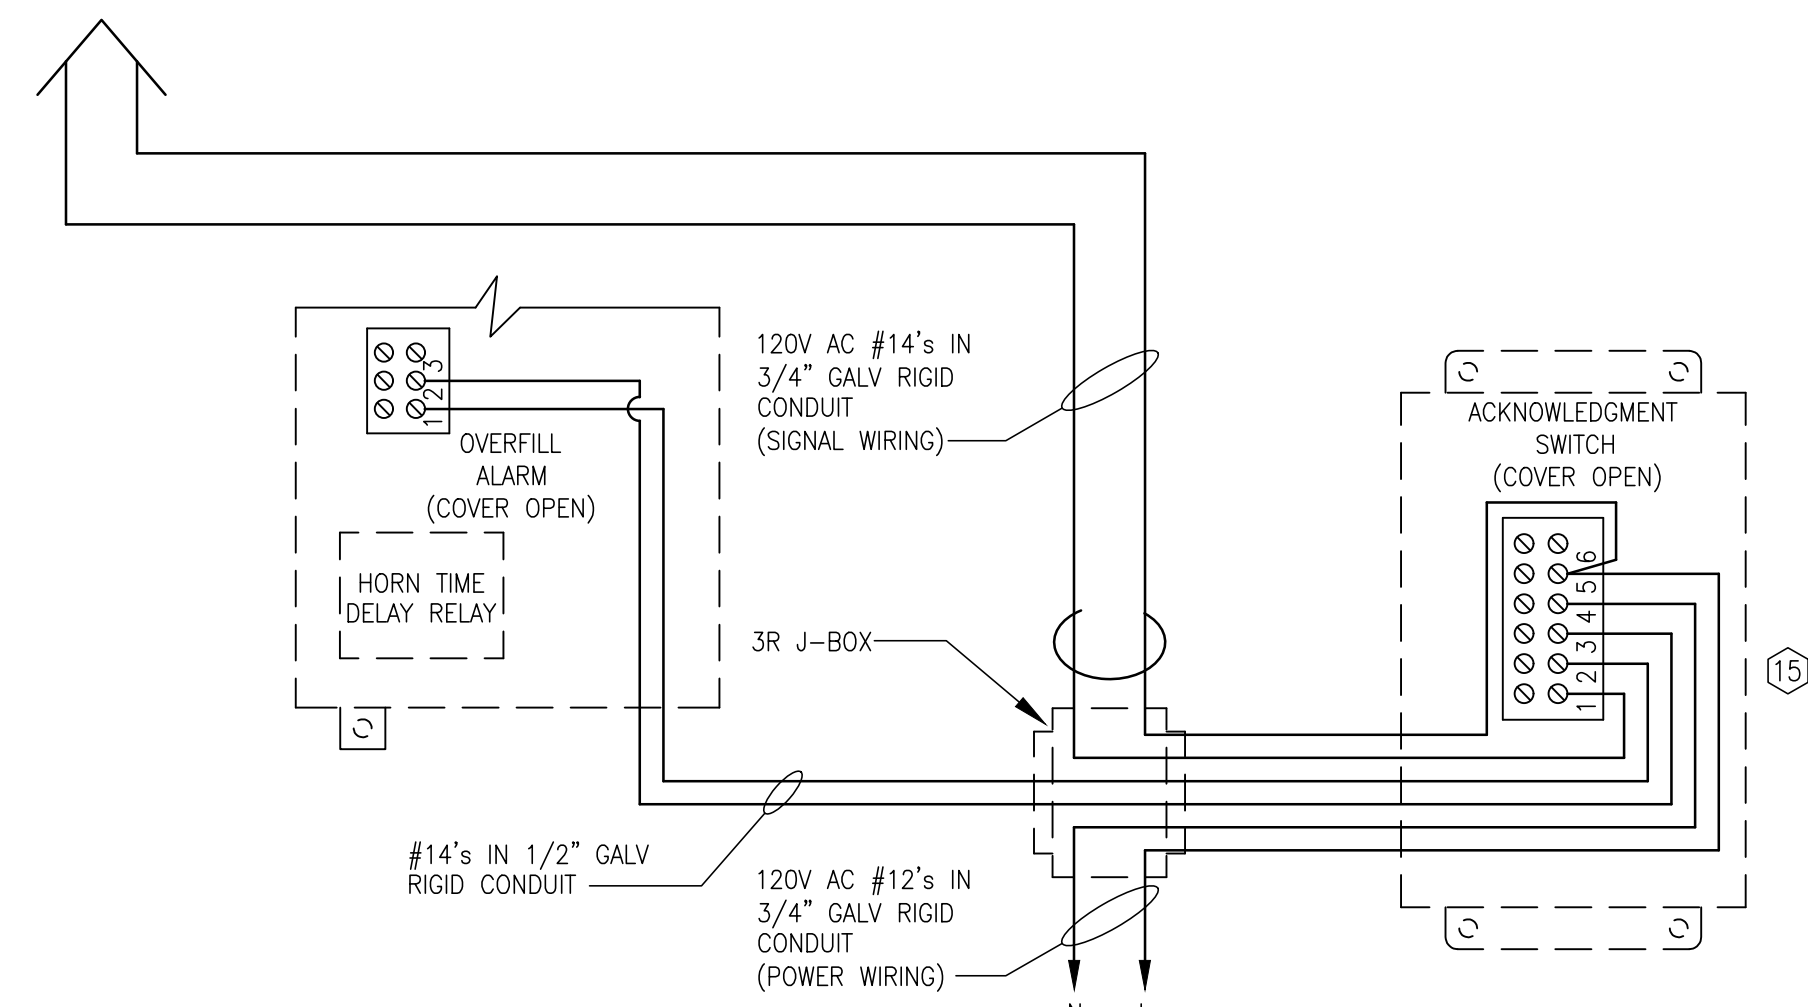 120V AC #14's IN
3/4" GALV RIGID
CONDUIT
(SIGNAL WIRING)
3
2
1
OVERFILL
ALARM
(COVER OPEN)
HORN TIME
DELAY RELAY
ACKNOWLEDGMENT
SWITCH
(COVER OPEN)
6
5
4
3
2
1
15
3R J-BOX
#14's IN 1/2" GALV
RIGID CONDUIT
120V AC #12's IN
3/4" GALV RIGID
CONDUIT
(POWER WIRING)